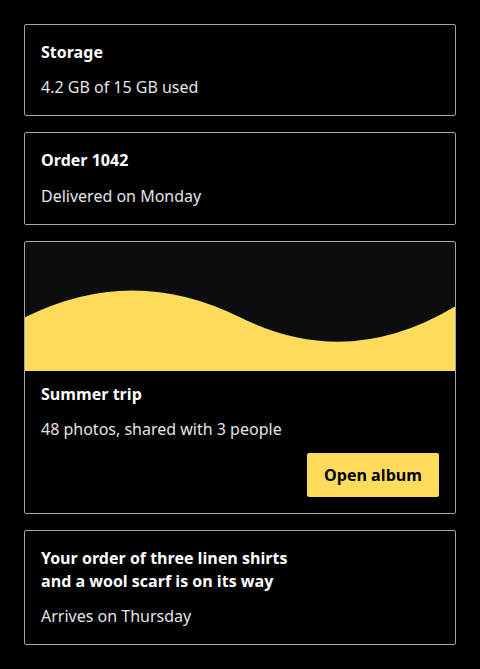 Storage
4.2 GB of 15 GB used
Order 1042
Delivered on Monday
Summer trip
48 photos, shared with 3 people
Open album
Your order of three linen shirts
and a wool scarf is on its way
Arrives on Thursday